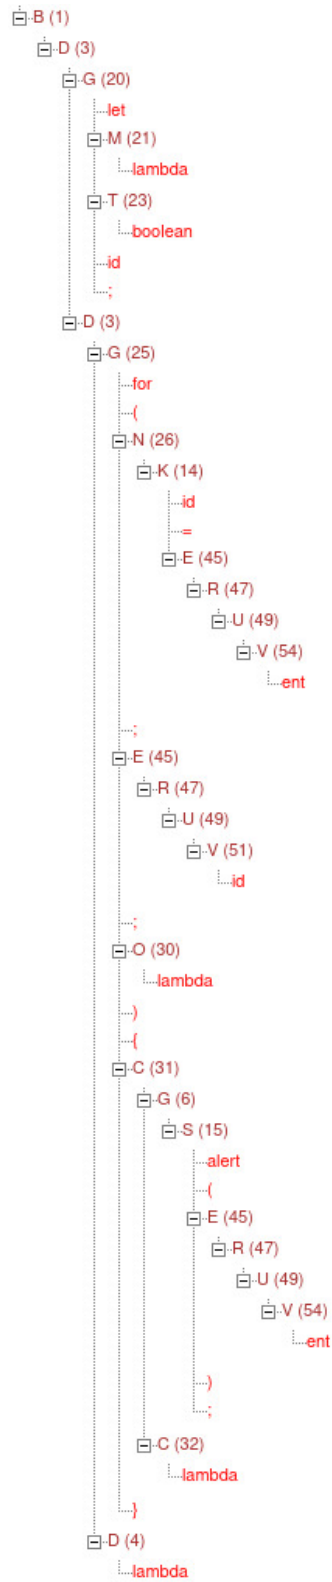 B (1)
D (3)
G (20)
let
M (21)
lambda
T (23)
boolean
id
;
D (3)
G (25)
for
(
N (26)
K (14)
id
=
E (45)
R (47)
U (49)
V (54)
ent
;
E (45)
R (47)
U (49)
V (51)
id
;
O (30)
lambda
)
{
C (31)
G (6)
S (15)
alert
(
E (45)
R (47)
U (49)
V (54)
ent
)
;
C (32)
lambda
}
D (4)
lambda